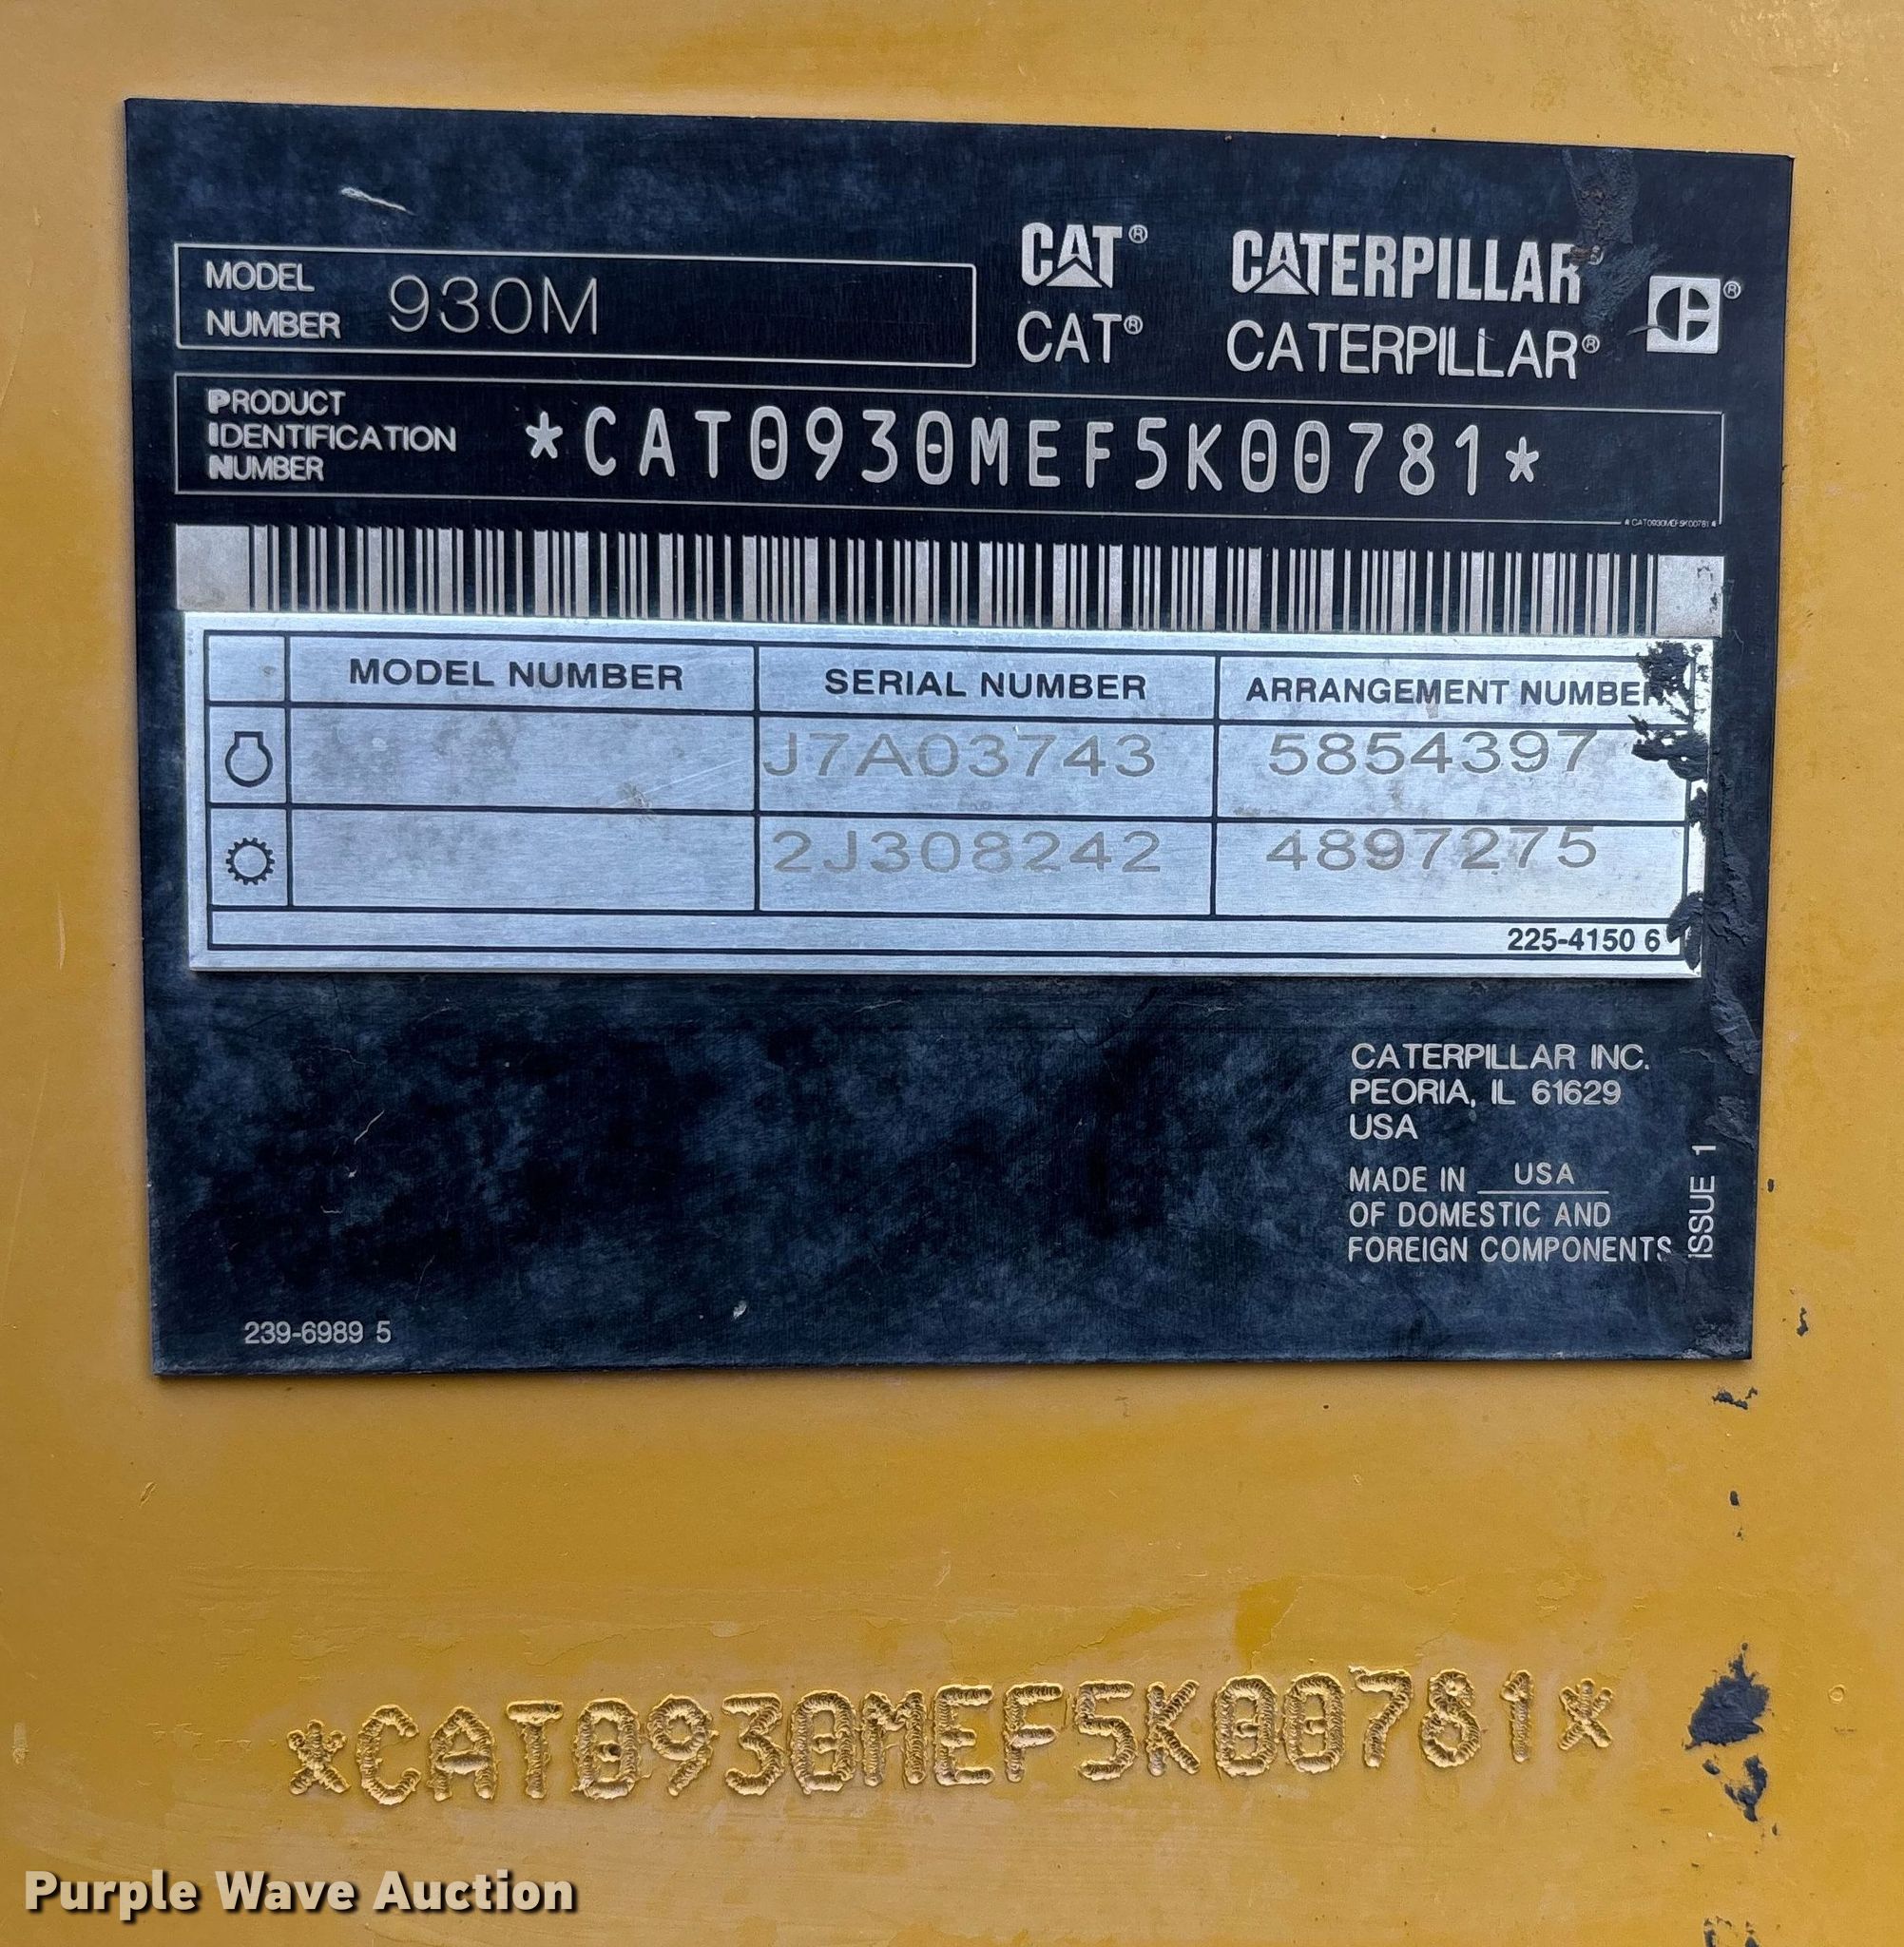 CAT® CATERPILLAR®
MODEL
NUMBER 930M
CAT® CATERPILLAR®
PRODUCT
IDENTIFICATION
NUMBER
*CAT0930MEF5K00781*
*CAT0930MEF5K00781*
MODEL NUMBER SERIAL NUMBER ARRANGEMENT NUMBER
J7A03743 5854397
2J308242 4897275
225-4150 6
CATERPILLAR INC.
PEORIA, IL 61629
USA
MADE IN USA
OF DOMESTIC AND
FOREIGN COMPONENTS
ISSUE 1
239-6989 5
*CAT0930MEF5K00781*
Purple Wave Auction